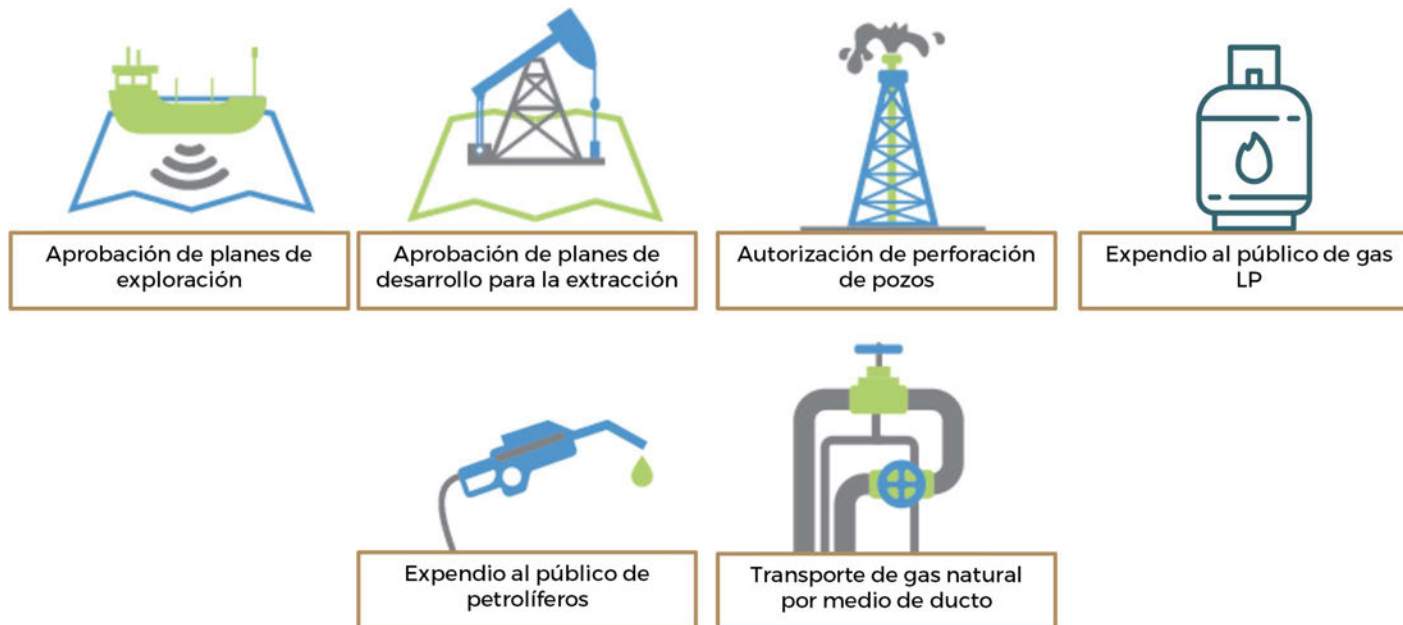 Aprobación de planes de
exploración
Aprobación de planes de
desarrollo para la extracción
Autorización de perforación
de pozos
Expendio al público de gas
LP
Expendio al público de
petrolíferos
Transporte de gas natural
por medio de ducto